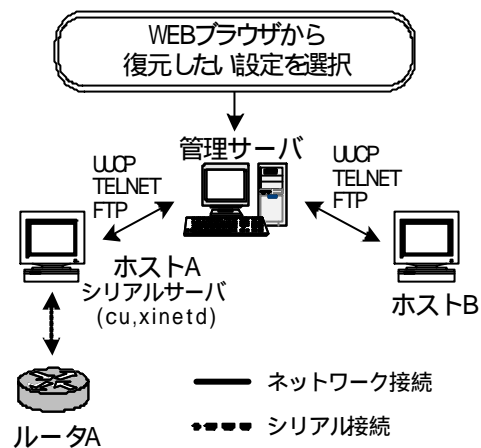 WEBブラウザから
復元したい設定を選択
管理サーバ
UUCP
TELNET
FTP
UUCP
TELNET
FTP
ホストA
シリアルサーバ
(cu,xinetd)
ホストB
ルータA
ネットワーク接続
シリアル接続